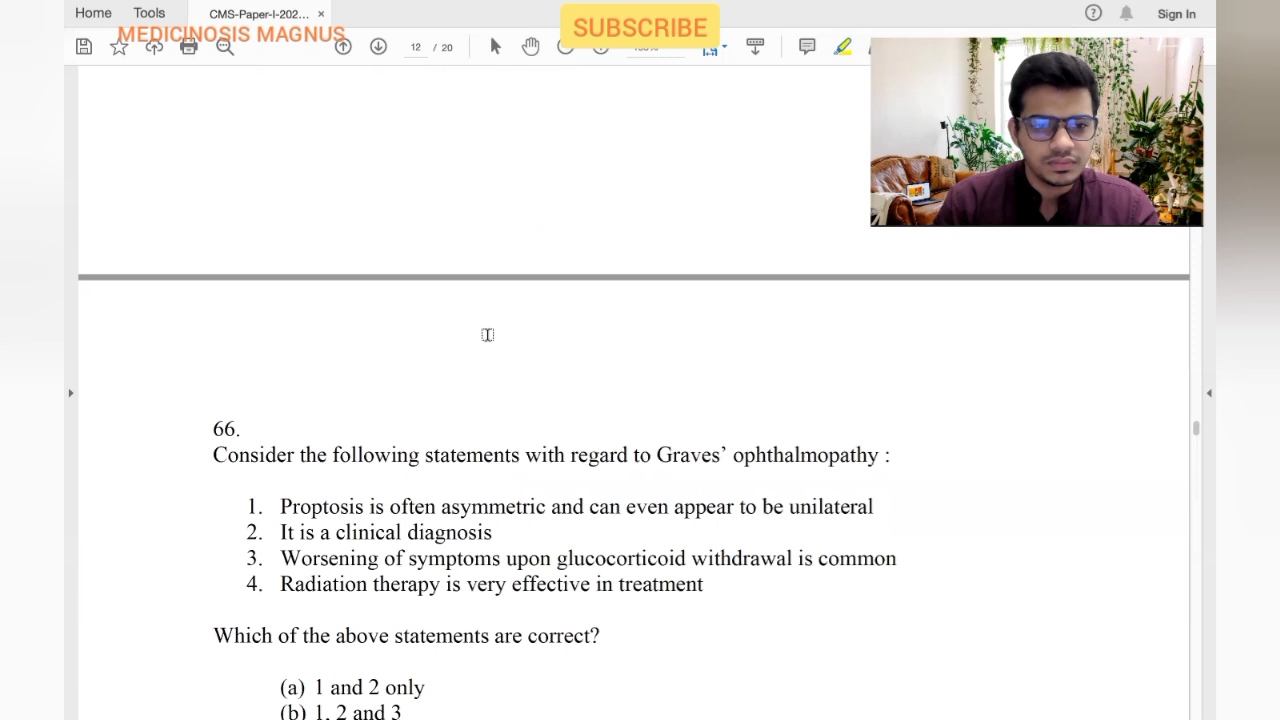 Home Tools CMS-Paper-I-202... × Sign In
MEDICINOSIS MAGNUS
SUBSCRIBE
12 / 20
66.
Consider the following statements with regard to Graves’ ophthalmopathy :
1. Proptosis is often asymmetric and can even appear to be unilateral
2. It is a clinical diagnosis
3. Worsening of symptoms upon glucocorticoid withdrawal is common
4. Radiation therapy is very effective in treatment
Which of the above statements are correct?
(a) 1 and 2 only
(b) 1, 2 and 3